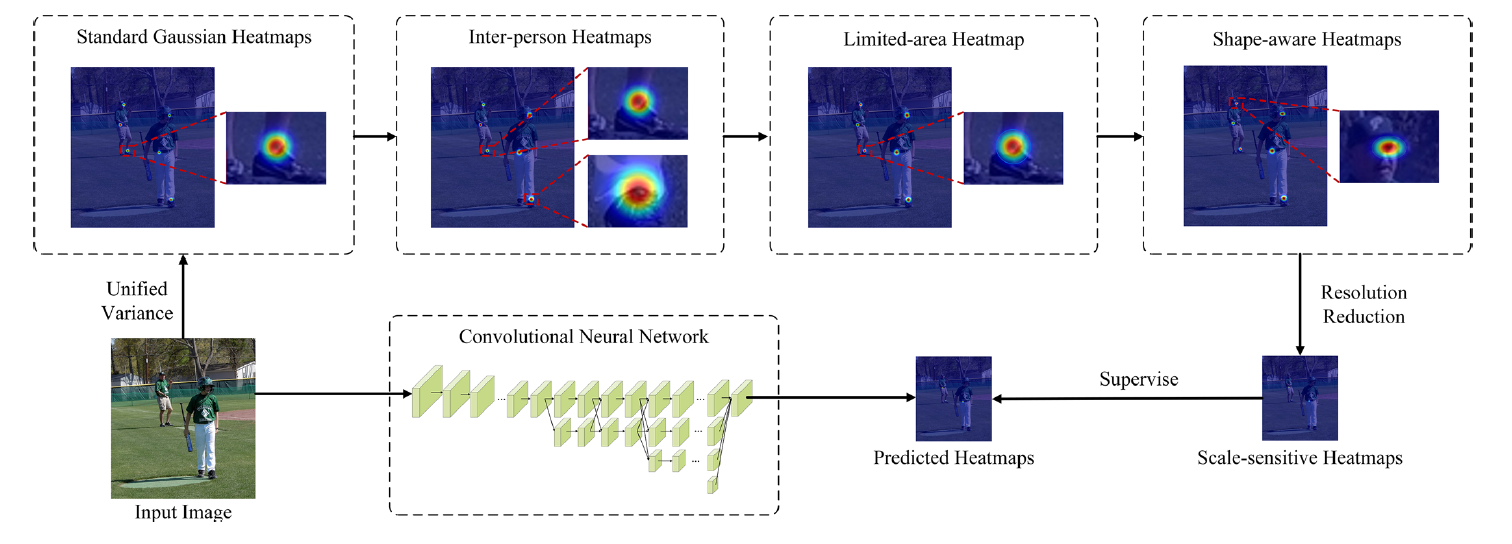 Standard Gaussian Heatmaps
Inter-person Heatmaps
Limited-area Heatmap
Shape-aware Heatmaps
Unified
Variance
Resolution
Reduction
Convolutional Neural Network
...
...
...
...
Supervise
Predicted Heatmaps
Scale-sensitive Heatmaps
Input Image